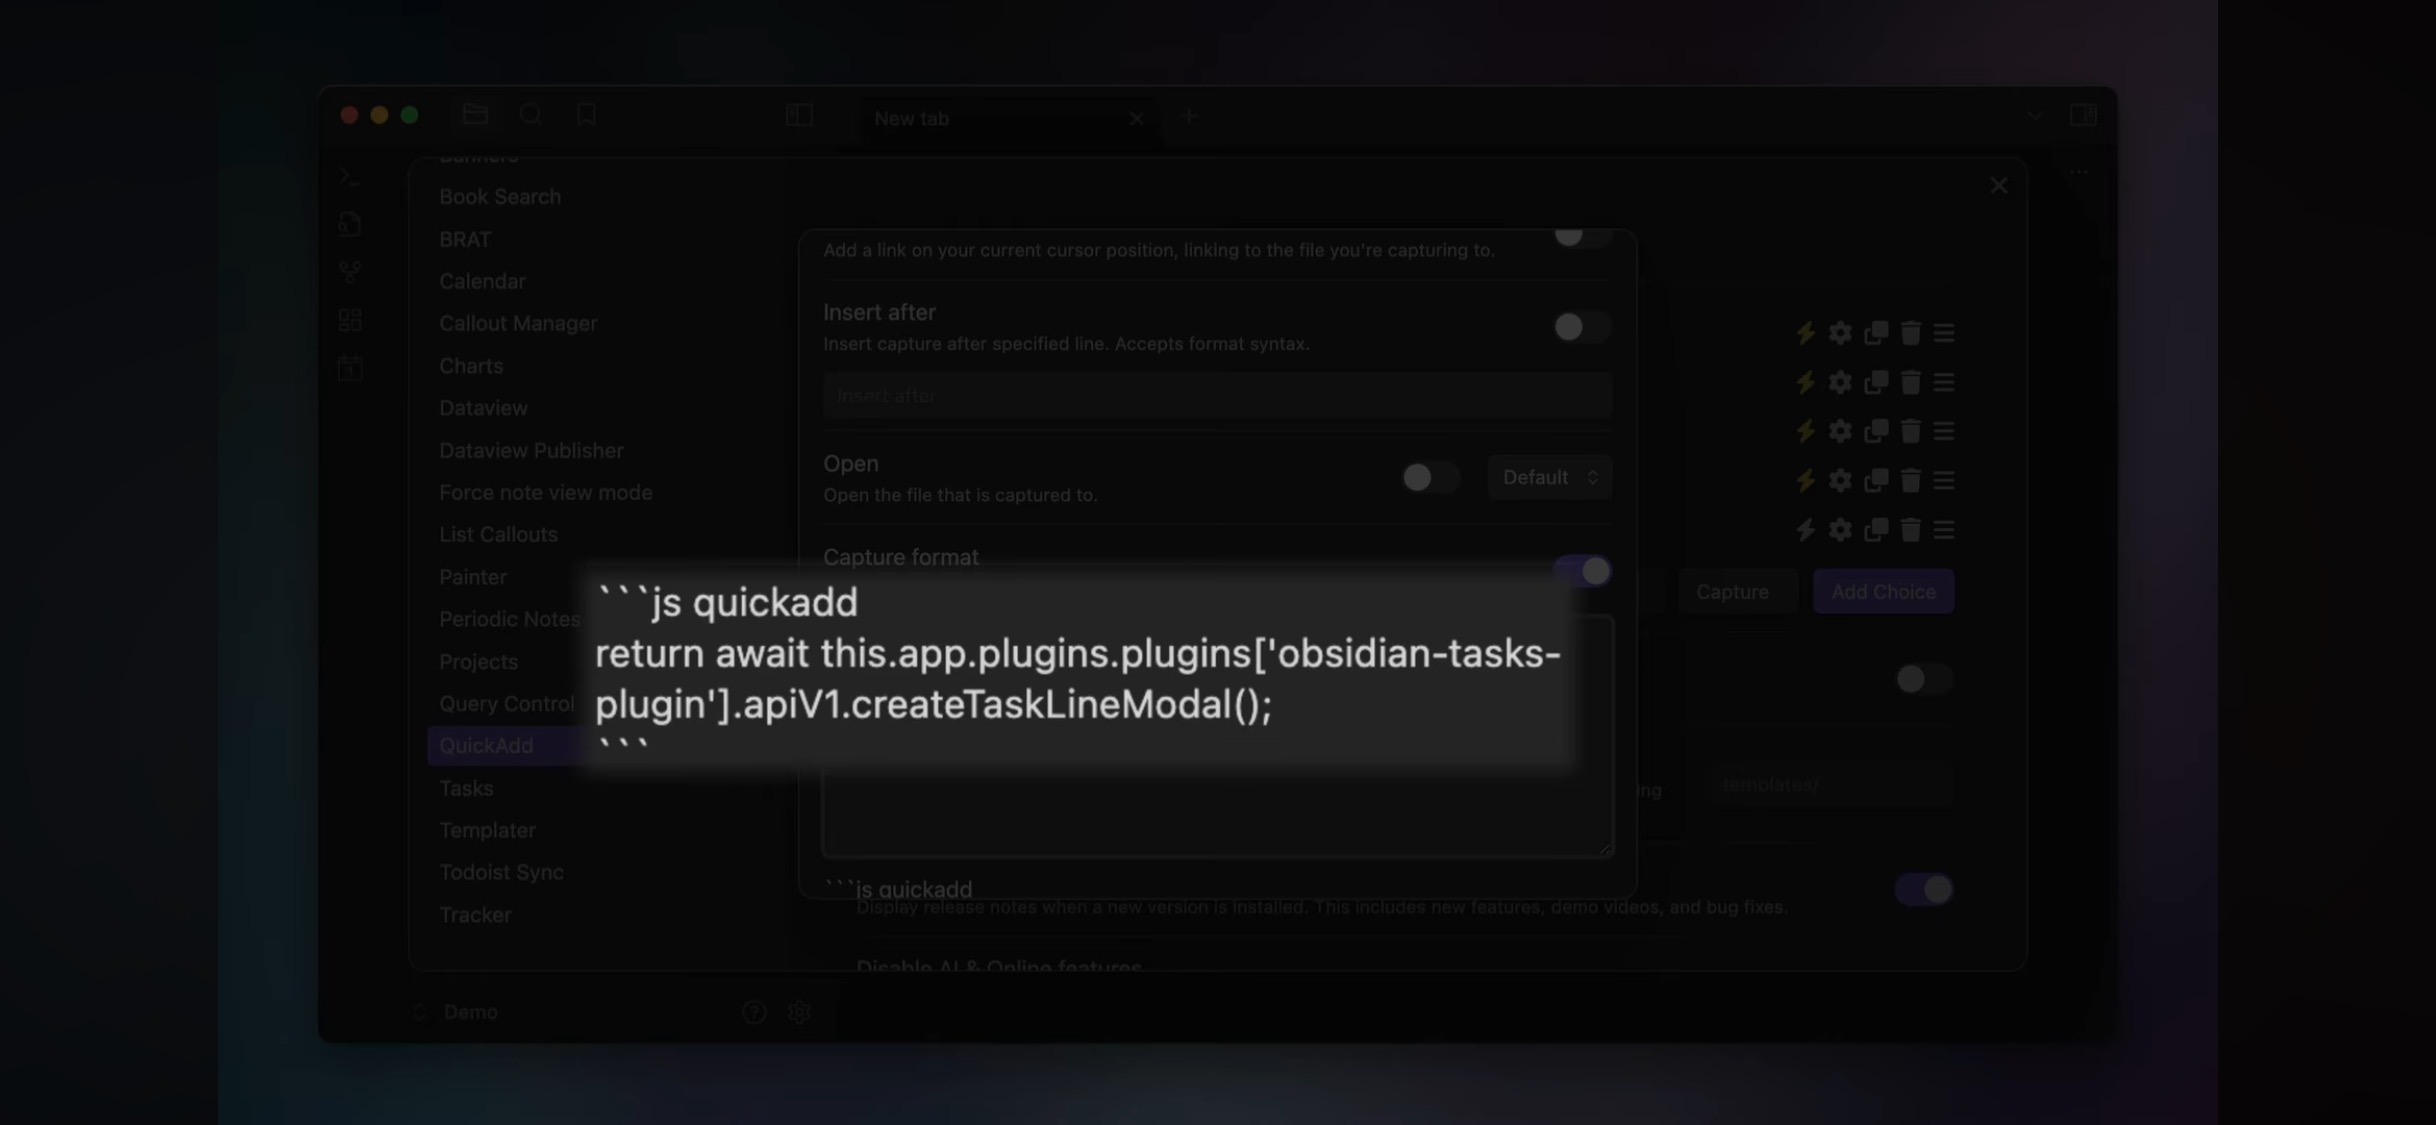 New tab
Banners
Book Search
BRAT
Calendar
Callout Manager
Charts
Dataview
Dataview Publisher
Force note view mode
List Callouts
Painter
Periodic Notes
Projects
Query Control
QuickAdd
Tasks
Templater
Todoist Sync
Tracker
Demo
Add a link on your current cursor position, linking to the file you're capturing to.
Insert after
Insert capture after specified line. Accepts format syntax.
Insert after
Open
Open the file that is captured to.
Default
Capture format
```js quickadd
return await this.app.plugins.plugins['obsidian-tasks-
plugin'].apiV1.createTaskLineModal();
```
```js quickadd
Capture
Add Choice
templates/
Display release notes when a new version is installed. This includes new features, demo videos, and bug fixes.
Disable AI & Online features